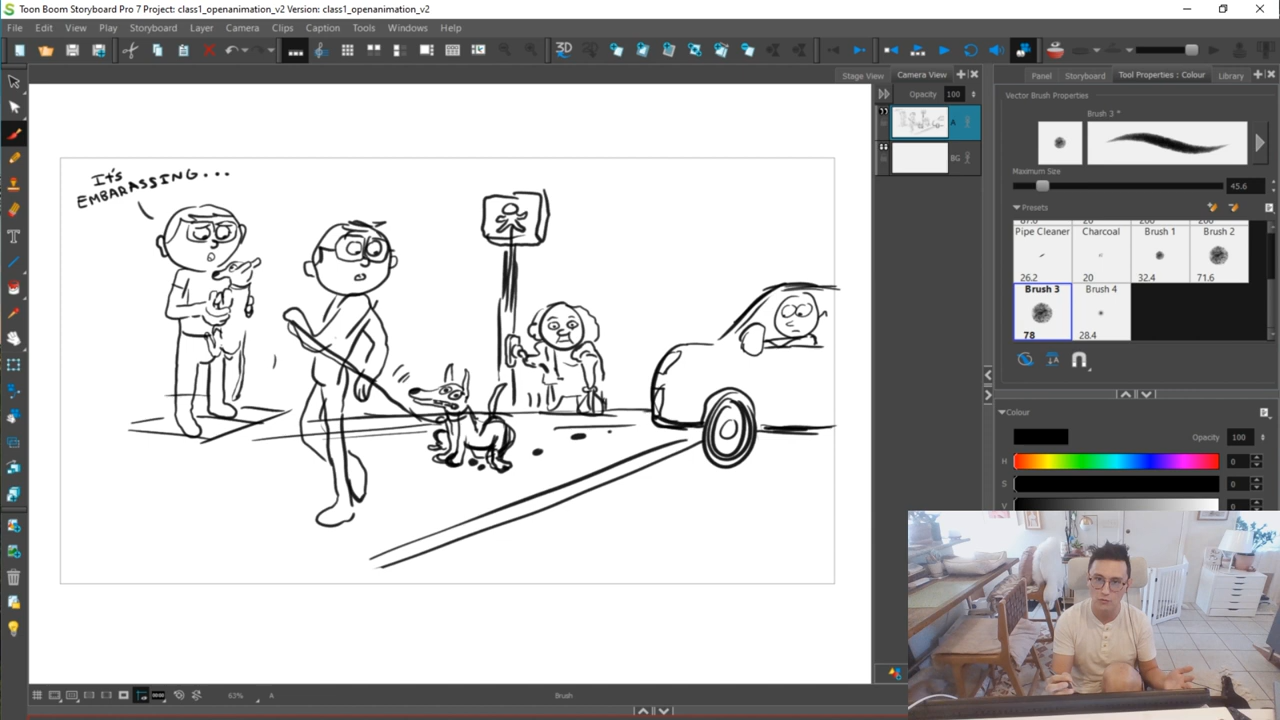 Toon Boom Storyboard Pro 7 Project: class1_openanimation_v2 Version: class1_openanimation_v2
File Edit View Play Storyboard Layer Camera Clips Caption Tools Windows Help
3D
Stage View Camera View
Panel Storyboard Tool Properties : Colour Library
Opacity 100
Vector Brush Properties
Brush 3 *
A
BG
Maximum Size
45.6
Presets
Pipe Cleaner Charcoal Brush 1 Brush 2
26.2 20 32.4 71.6
Brush 3 Brush 4
78 28.4
Colour
Opacity 100
H 0
S 0
V
It's
EMBARASSING...
63% A Brush